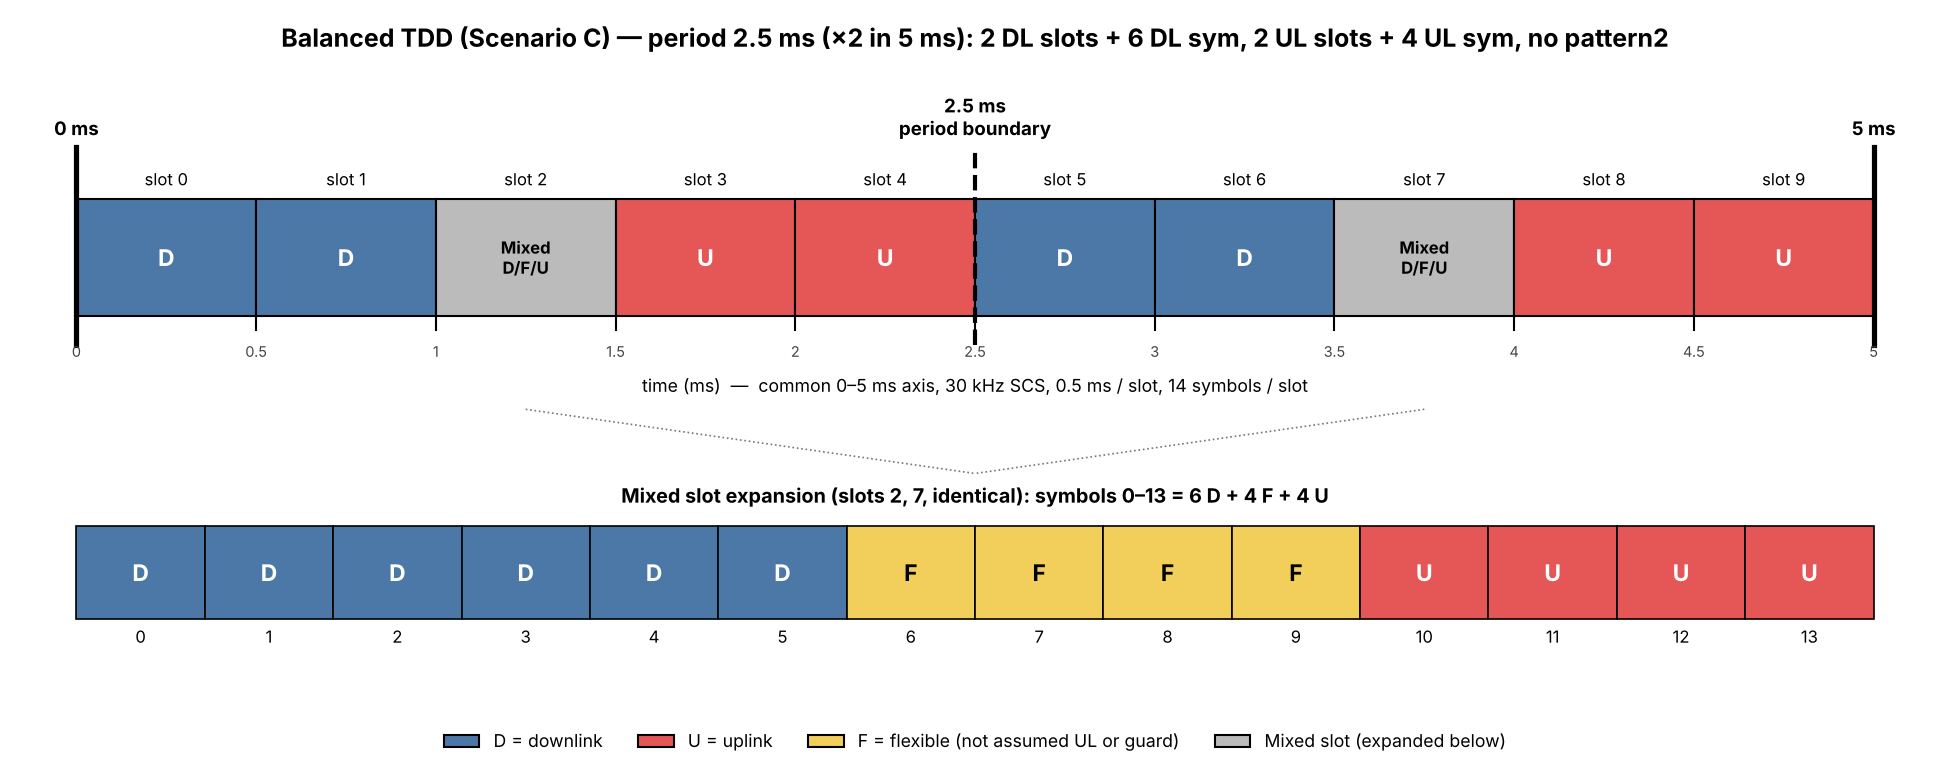 Balanced TDD (Scenario C) — period 2.5 ms (×2 in 5 ms): 2 DL slots + 6 DL sym, 2 UL slots + 4 UL sym, no pattern2
2.5 ms
0 ms period boundary 5 ms
slot 0 slot 1 slot 2 slot 3 slot 4 slot 5 slot 6 slot 7 slot 8 slot 9
D D Mixed D/F/U U U D D Mixed D/F/U U U
0 0.5 1 1.5 2 2.5 3 3.5 4 4.5 5
time (ms) — common 0–5 ms axis, 30 kHz SCS, 0.5 ms / slot, 14 symbols / slot
Mixed slot expansion (slots 2, 7, identical): symbols 0–13 = 6 D + 4 F + 4 U
D D D D D D F F F F U U U U
0 1 2 3 4 5 6 7 8 9 10 11 12 13
D = downlink U = uplink F = flexible (not assumed UL or guard) Mixed slot (expanded below)